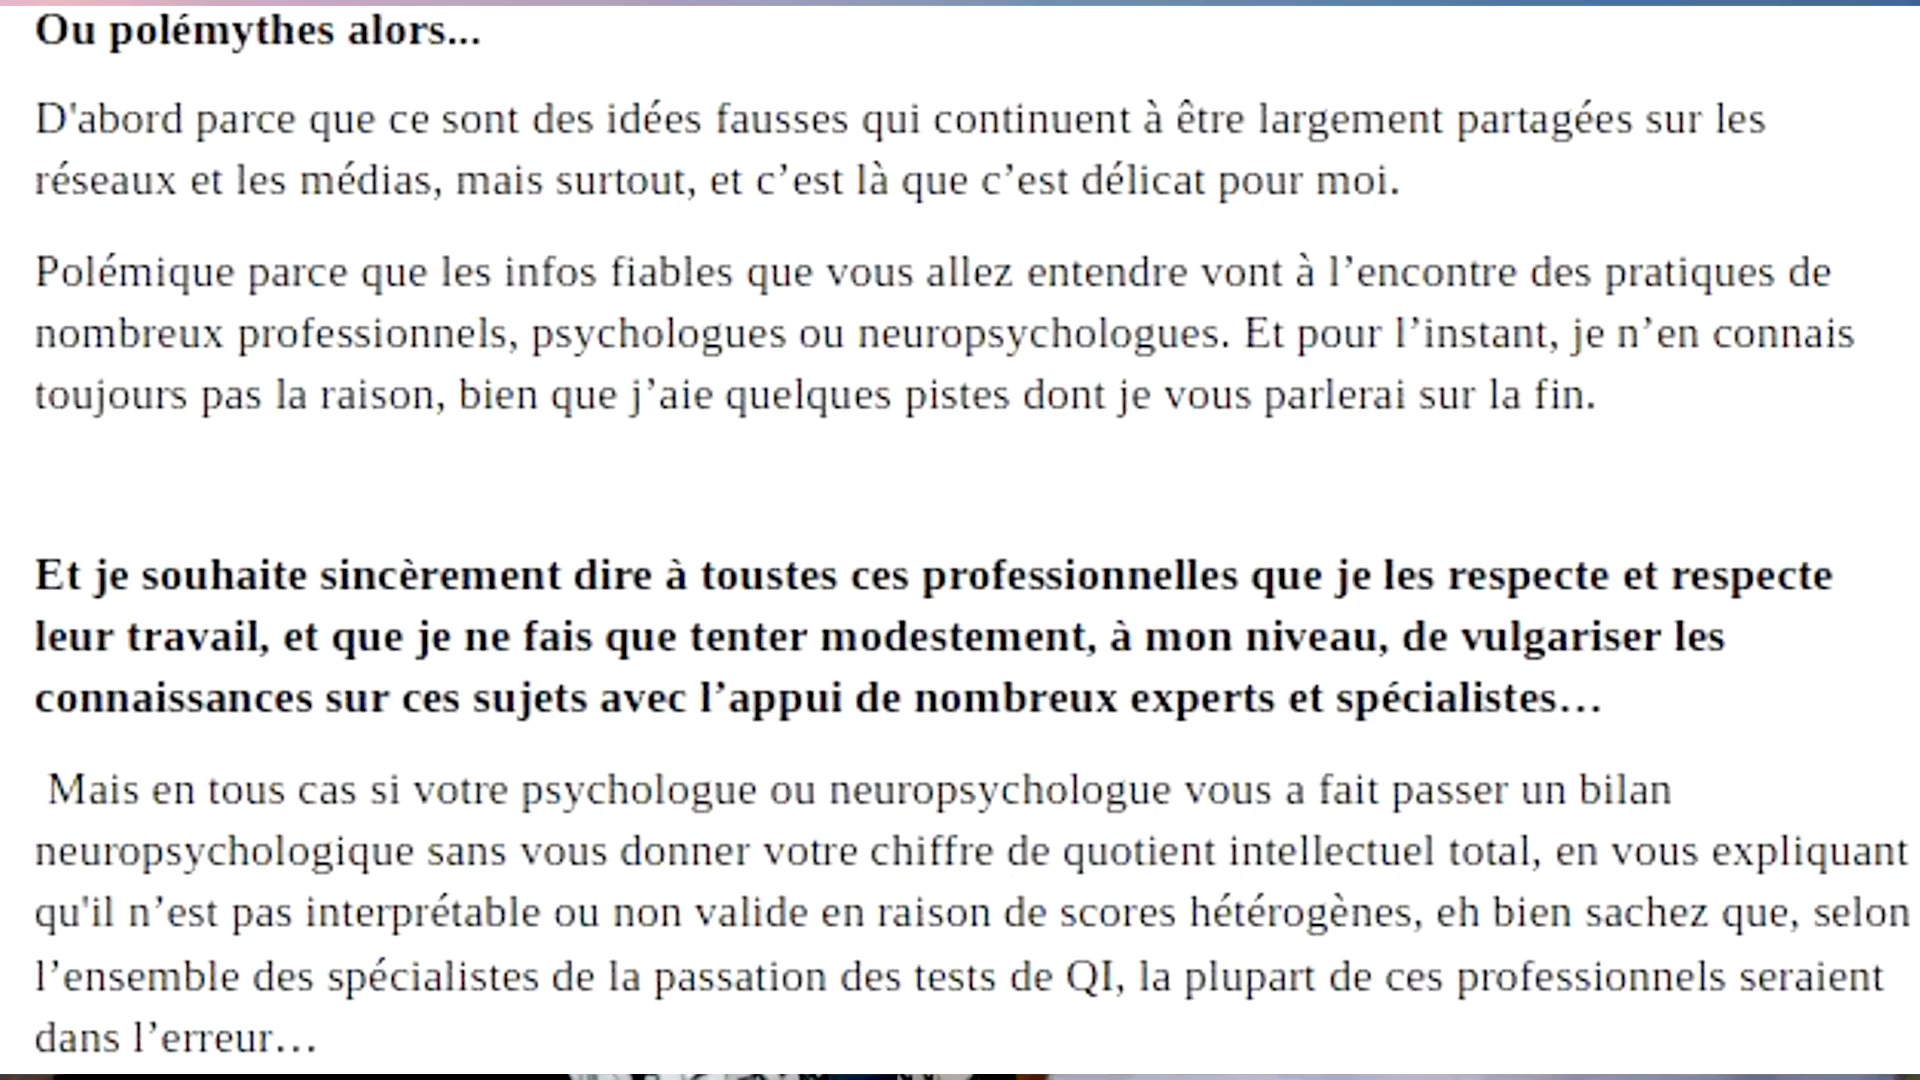 Ou polémythes alors...
D'abord parce que ce sont des idées fausses qui continuent à être largement partagées sur les
réseaux et les médias, mais surtout, et c’est là que c’est délicat pour moi.
Polémique parce que les infos fiables que vous allez entendre vont à l’encontre des pratiques de
nombreux professionnels, psychologues ou neuropsychologues. Et pour l’instant, je n’en connais
toujours pas la raison, bien que j’aie quelques pistes dont je vous parlerai sur la fin.
Et je souhaite sincèrement dire à toustes ces professionnelles que je les respecte et respecte
leur travail, et que je ne fais que tenter modestement, à mon niveau, de vulgariser les
connaissances sur ces sujets avec l’appui de nombreux experts et spécialistes…
Mais en tous cas si votre psychologue ou neuropsychologue vous a fait passer un bilan
neuropsychologique sans vous donner votre chiffre de quotient intellectuel total, en vous expliquant
qu'il n’est pas interprétable ou non valide en raison de scores hétérogènes, eh bien sachez que, selon
l’ensemble des spécialistes de la passation des tests de QI, la plupart de ces professionnels seraient
dans l’erreur…